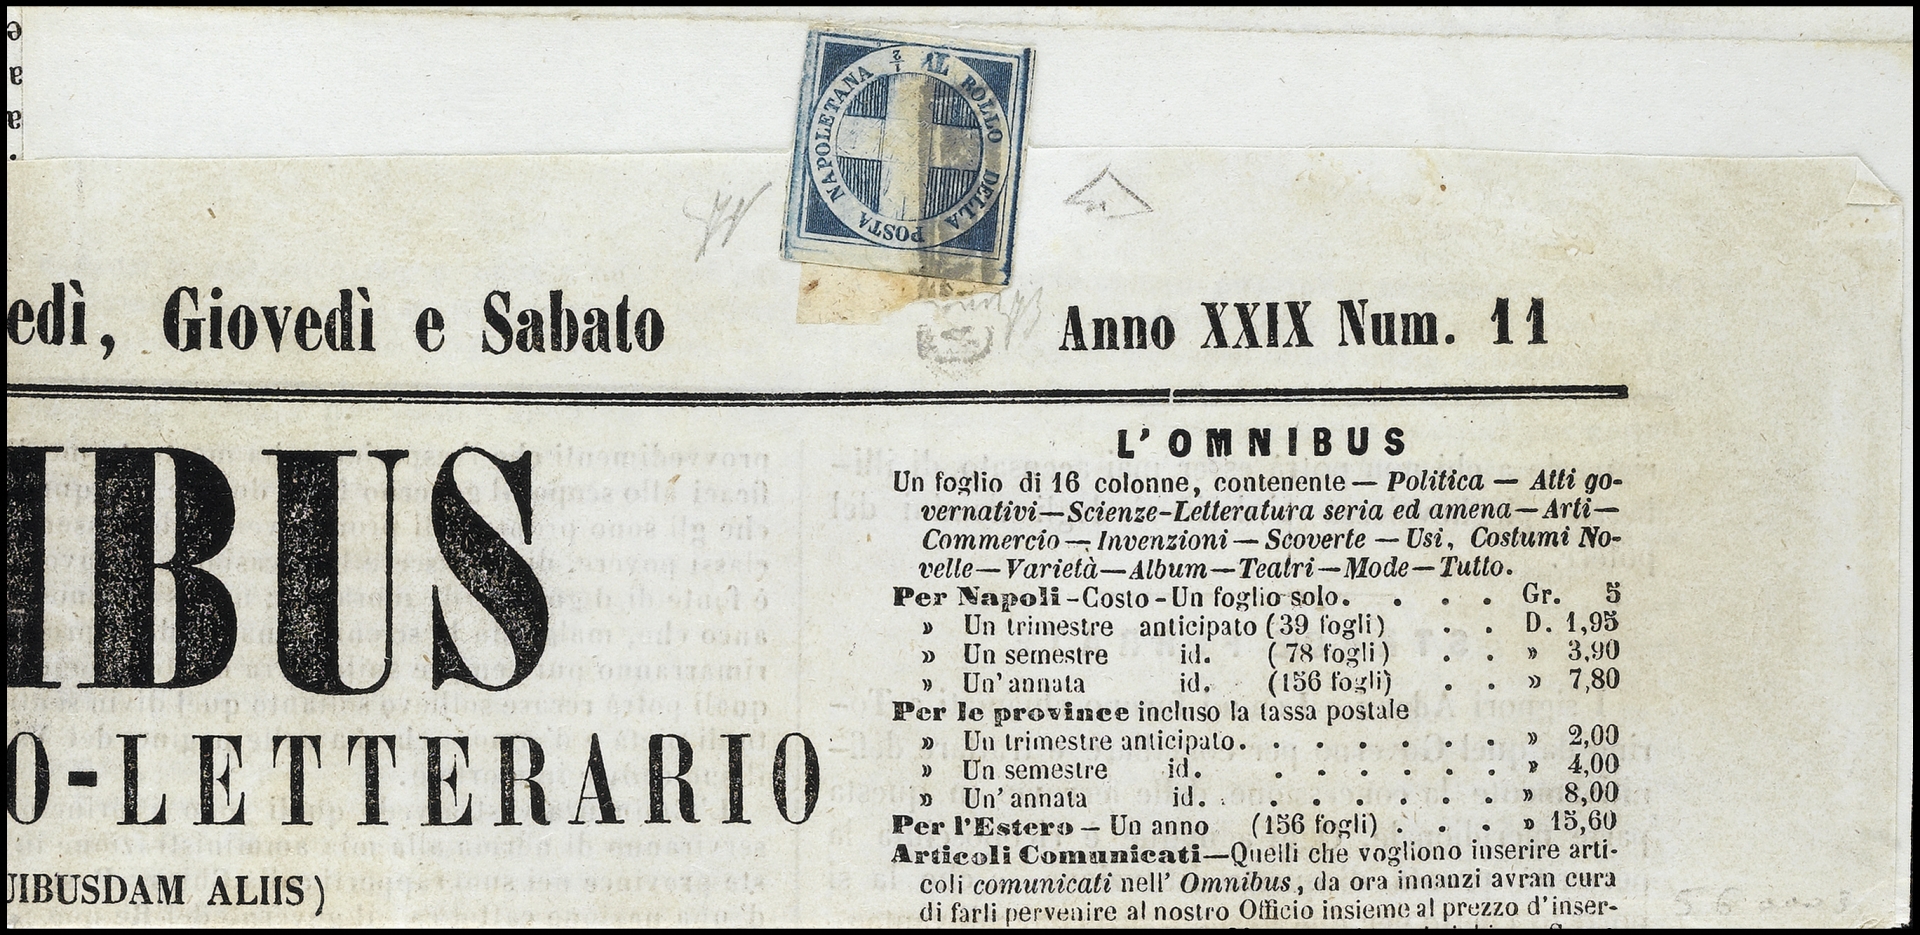 ½ AL BOLLO DELLA POSTA NAPOLETANA
edì, Giovedì e Sabato
Anno XXIX Num. 11
IBUS
O-LETTERARIO
UIBUSDAM ALIIS)
L'OMNIBUS
Un foglio di 16 colonne, contenente — Politica — Atti go-
vernativi—Scienze-Letteratura seria ed amena—Arti—
Commercio — Invenzioni — Scoverte — Usi, Costumi No-
velle—Varietà—Album—Teatri—Mode—Tutto.
Per Napoli - Costo - Un foglio solo. . . . . Gr. 5
» Un trimestre anticipato (39 fogli) . . D. 1,95
» Un semestre id. (78 fogli) . . » 3,90
» Un'annata id. (156 fogli) . . » 7,80
Per le province incluso la tassa postale
» Un trimestre anticipato. . . . . . . . » 2,00
» Un semestre id. . . . . . . . » 4,00
» Un'annata id. . . . . . . . » 8,00
Per l'Estero — Un anno (156 fogli) . . . » 15,60
Articoli Comunicati—Quelli che vogliono inserire arti-
coli comunicati nell' Omnibus, da ora innanzi avran cura
di farli pervenire al nostro Officio insieme al prezzo d'inser-